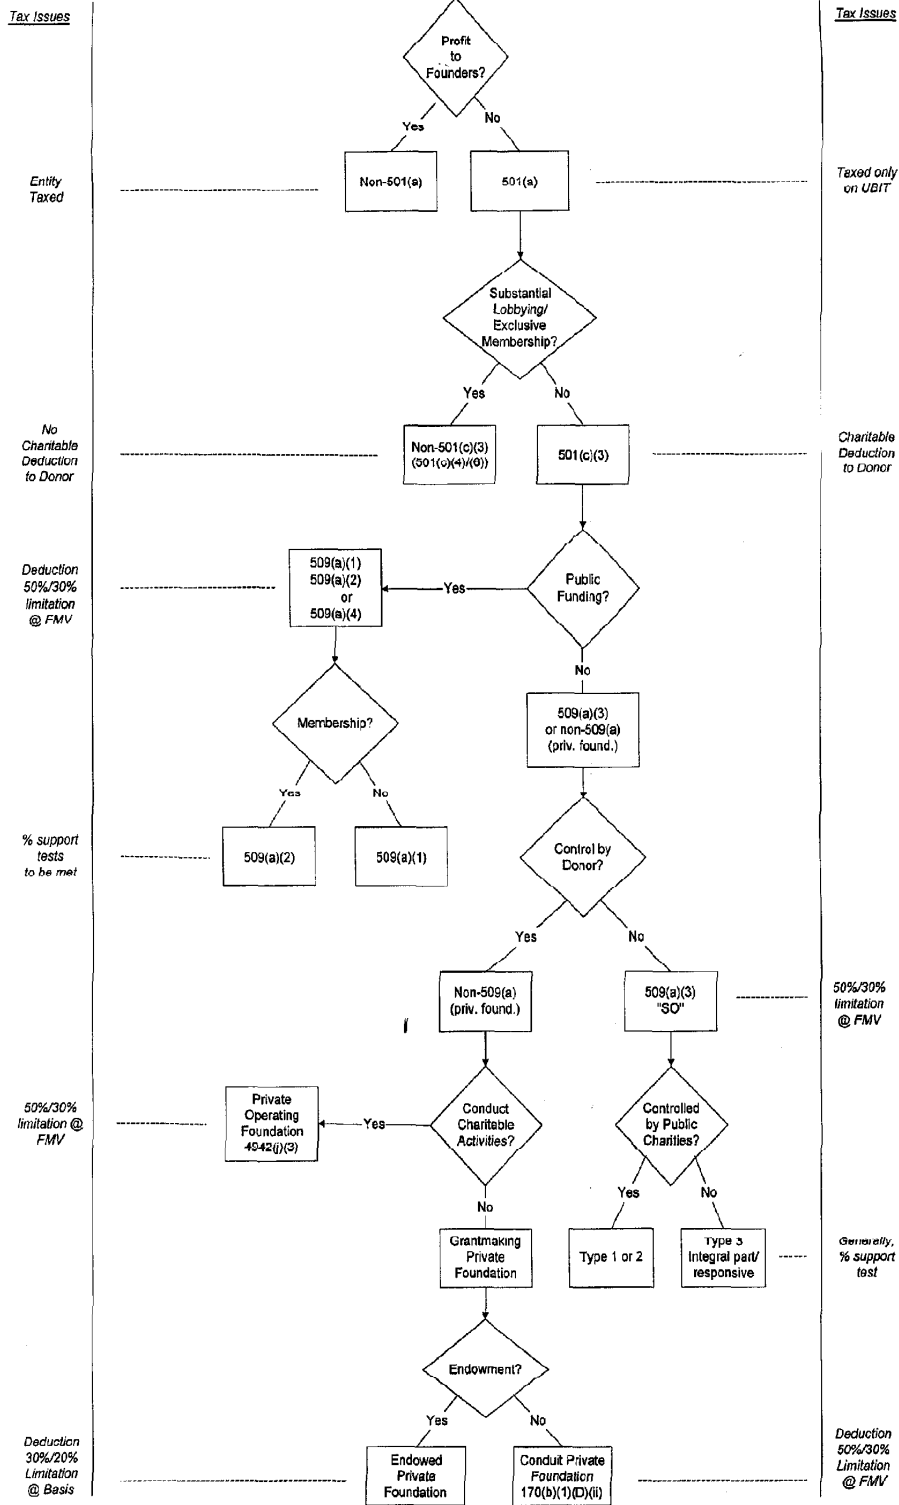 Tax Issues
Tax Issues
Profit
to
Founders?
Yes
No
Entity
Taxed
Non-501(a)
501(a)
Taxed only
on UBIT
Substantial
Lobbying/
Exclusive
Membership?
Yes
No
No
Charitable
Deduction
to Donor
Non-501(c)(3)
(501(c)(4)/(6))
501(c)(3)
Charitable
Deduction
to Donor
Deduction
50%/30%
limitation
@ FMV
509(a)(1)
509(a)(2)
or
509(a)(4)
Yes
Public
Funding?
No
Membership?
509(a)(3)
or non-509(a)
(priv. found.)
Yes
No
% support
tests
to be met
509(a)(2)
509(a)(1)
Control by
Donor?
Yes
No
Non-509(a)
(priv. found.)
509(a)(3)
"SO"
50%/30%
limitation
@ FMV
50%/30%
limitation @
FMV
Private
Operating
Foundation
4942(j)(3)
Yes
Conduct
Charitable
Activities?
Controlled
by Public
Charities?
No
Yes
No
Grantmaking
Private
Foundation
Type 1 or 2
Type 3
Integral part/
responsive
Generally,
% support
test
Endowment?
Yes
No
Deduction
30%/20%
Limitation
@ Basis
Endowed
Private
Foundation
Conduit Private
Foundation
170(b)(1)(D)(ii)
Deduction
50%/30%
Limitation
@ FMV